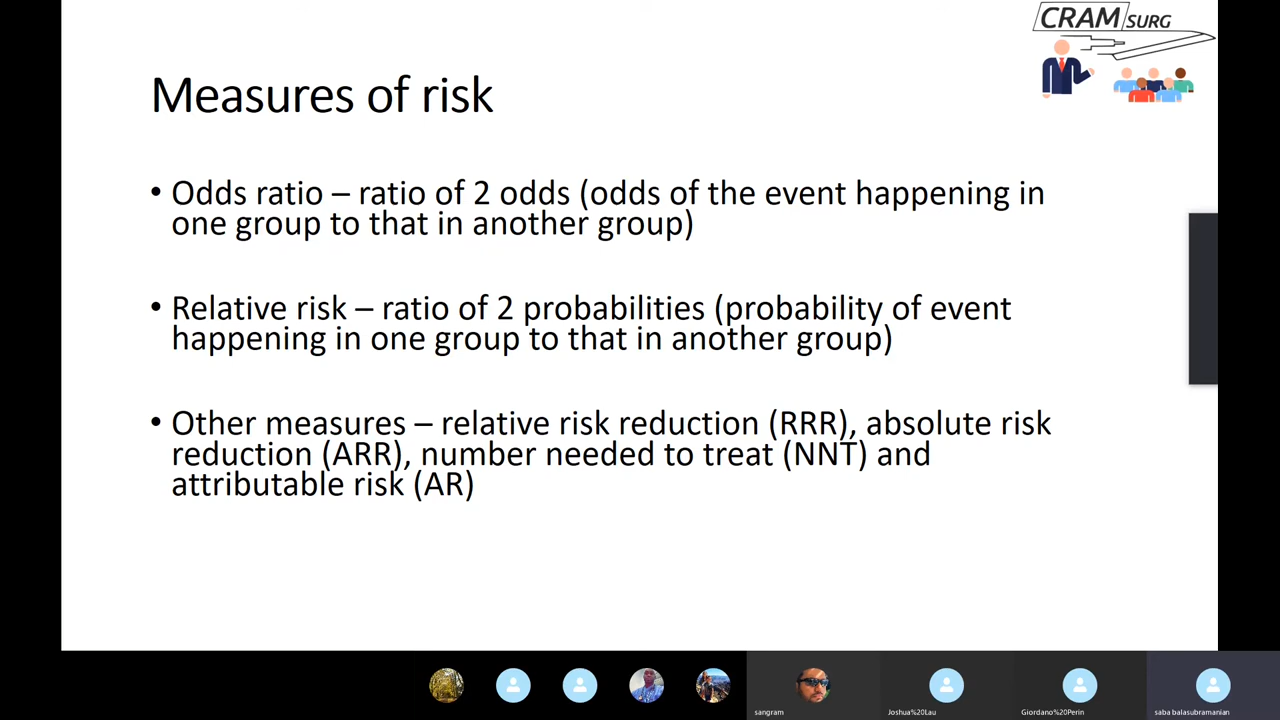 CRAM SURG
Measures of risk
• Odds ratio – ratio of 2 odds (odds of the event happening in
one group to that in another group)
• Relative risk – ratio of 2 probabilities (probability of event
happening in one group to that in another group)
• Other measures – relative risk reduction (RRR), absolute risk
reduction (ARR), number needed to treat (NNT) and
attributable risk (AR)
sangram
Joshua%20Lau
Giordano%20Perin
saba balasubramanian